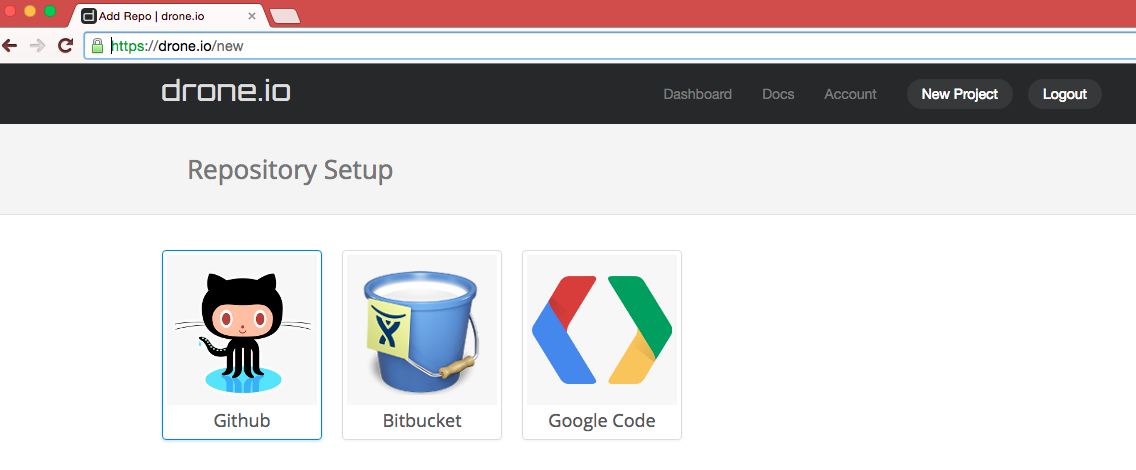 Add Repo | drone.io
https://drone.io/new
drone.io
Dashboard
Docs
Account
New Project
Logout
Repository Setup
Github
Bitbucket
Google Code